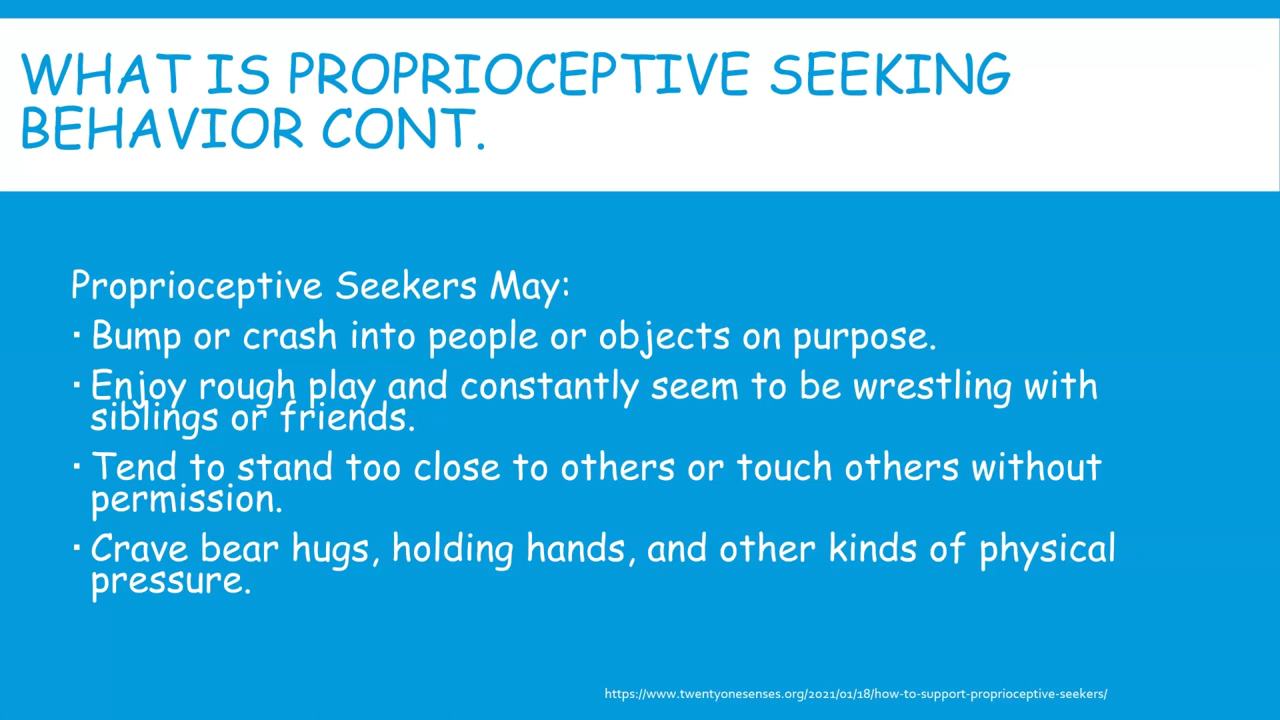 WHAT IS PROPRIOCEPTIVE SEEKING
BEHAVIOR CONT.
Proprioceptive Seekers May:
▪ Bump or crash into people or objects on purpose.
▪ Enjoy rough play and constantly seem to be wrestling with
siblings or friends.
▪ Tend to stand too close to others or touch others without
permission.
▪ Crave bear hugs, holding hands, and other kinds of physical
pressure.
https://www.twentyonesenses.org/2021/01/18/how-to-support-proprioceptive-seekers/